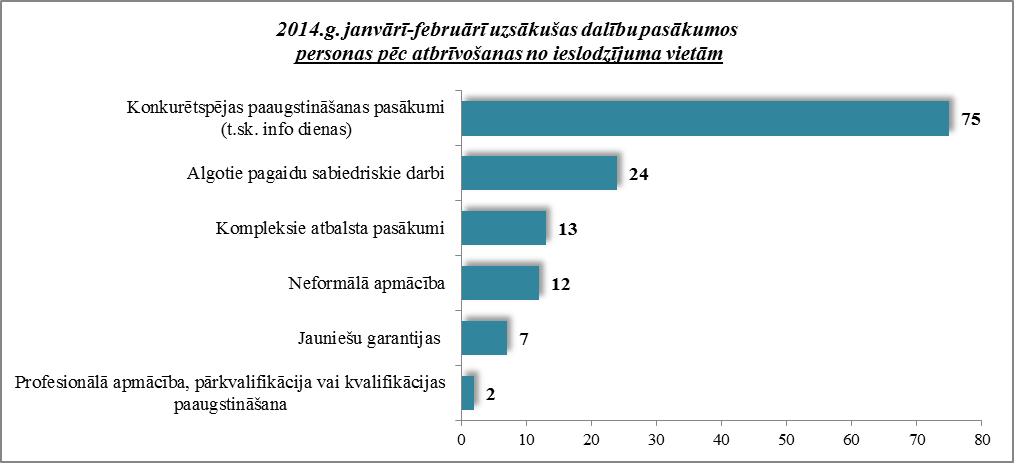 2014.g. janvārī-februārī uzsākušas dalību pasākumos
personas pēc atbrīvošanas no ieslodzījuma vietām
Konkurētspējas paaugstināšanas pasākumi
(t.sk. info dienas)
75
Algotie pagaidu sabiedriskie darbi
24
Kompleksie atbalsta pasākumi
13
Neformālā apmācība
12
Jauniešu garantijas
7
Profesionālā apmācība, pārkvalifikācija vai kvalifikācijas
paaugstināšana
2
0 10 20 30 40 50 60 70 80